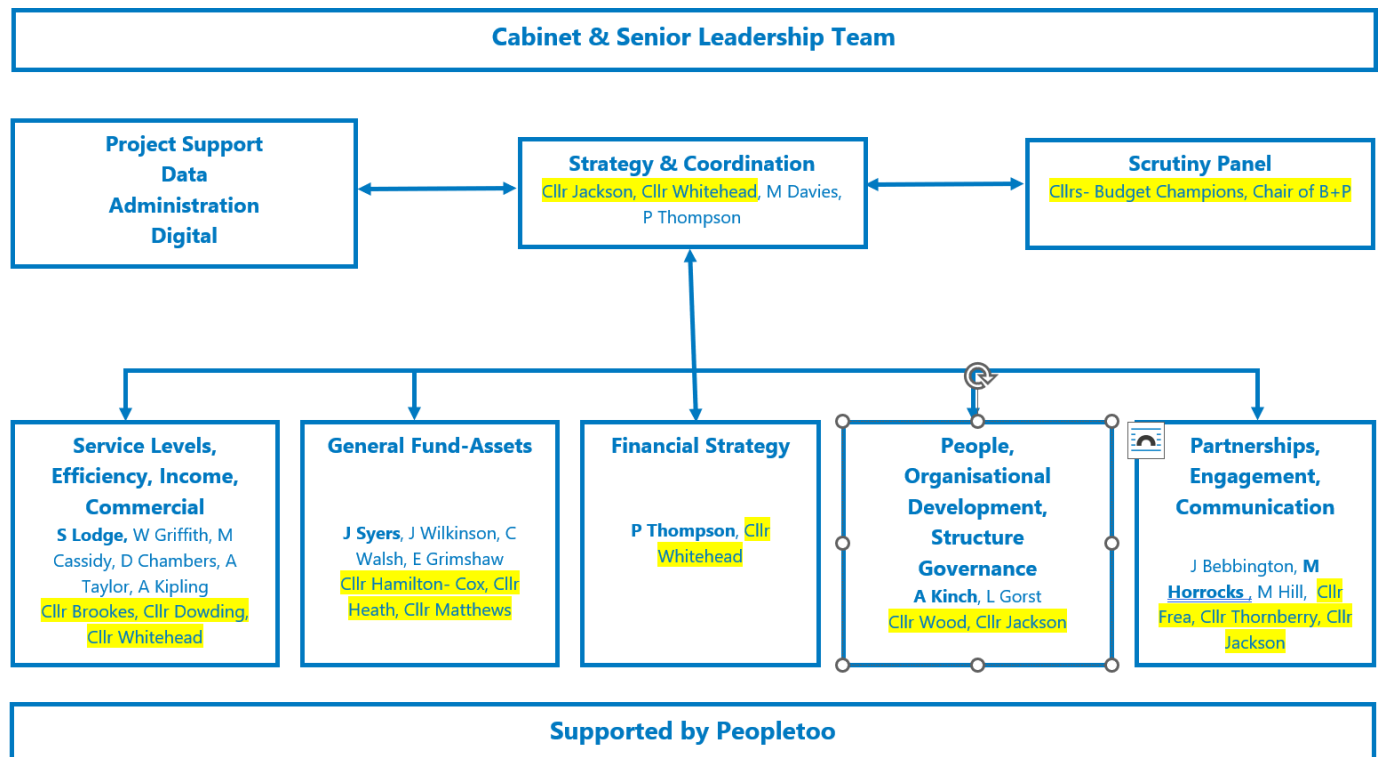 Cabinet & Senior Leadership Team
Project Support
Data
Administration
Digital
Strategy & Coordination
Cllr Jackson, Cllr Whitehead, M Davies,
P Thompson
Scrutiny Panel
Cllrs- Budget Champions, Chair of B+P
Service Levels,
Efficiency, Income,
Commercial
S Lodge, W Griffith, M
Cassidy, D Chambers, A
Taylor, A Kipling
Cllr Brookes, Cllr Dowding,
Cllr Whitehead
General Fund-Assets
J Syers, J Wilkinson, C
Walsh, E Grimshaw
Cllr Hamilton- Cox, Cllr
Heath, Cllr Matthews
Financial Strategy
P Thompson, Cllr
Whitehead
People,
Organisational
Development,
Structure
Governance
A Kinch, L Gorst
Cllr Wood, Cllr Jackson
Partnerships,
Engagement,
Communication
J Bebbington, M
Horrocks , M Hill, Cllr
Frea, Cllr Thornberry, Cllr
Jackson
Supported by Peopletoo